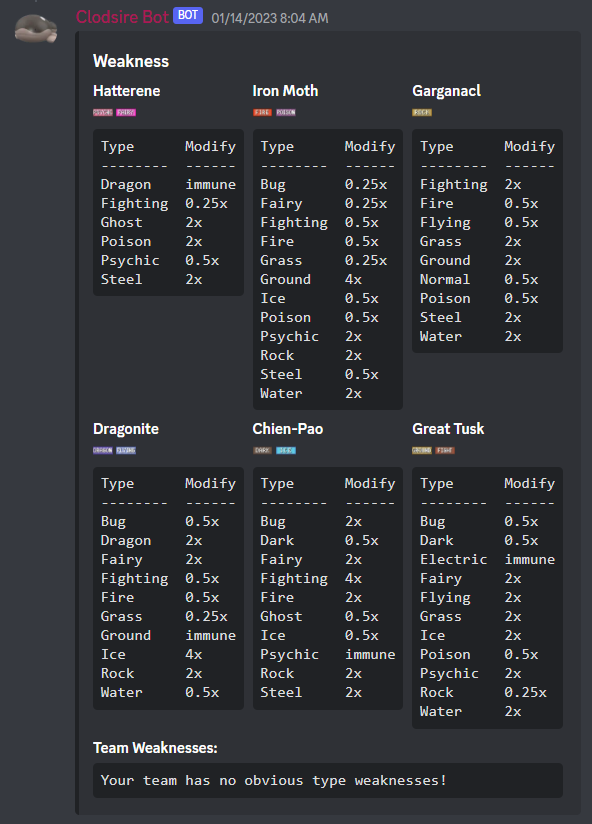 Clodsire Bot BOT 01/14/2023 8:04 AM
Weakness
Hatterene
Type Modify
-------- ------
Dragon immune
Fighting 0.25x
Ghost 2x
Poison 2x
Psychic 0.5x
Steel 2x
Iron Moth
FIRE POISON
Type Modify
-------- ------
Bug 0.25x
Fairy 0.25x
Fighting 0.5x
Fire 0.5x
Grass 0.25x
Ground 4x
Ice 0.5x
Poison 0.5x
Psychic 2x
Rock 2x
Steel 0.5x
Water 2x
Garganacl
Type Modify
-------- ------
Fighting 2x
Fire 0.5x
Flying 0.5x
Grass 2x
Ground 2x
Normal 0.5x
Poison 0.5x
Steel 2x
Water 2x
Dragonite
Type Modify
-------- ------
Bug 0.5x
Dragon 2x
Fairy 2x
Fighting 0.5x
Fire 0.5x
Grass 0.25x
Ground immune
Ice 4x
Rock 2x
Water 0.5x
Chien-Pao
Type Modify
-------- ------
Bug 2x
Dark 0.5x
Fairy 2x
Fighting 4x
Fire 2x
Ghost 0.5x
Ice 0.5x
Psychic immune
Rock 2x
Steel 2x
Great Tusk
Type Modify
-------- ------
Bug 0.5x
Dark 0.5x
Electric immune
Fairy 2x
Flying 2x
Grass 2x
Ice 2x
Poison 0.5x
Psychic 2x
Rock 0.25x
Water 2x
Team Weaknesses:
Your team has no obvious type weaknesses!